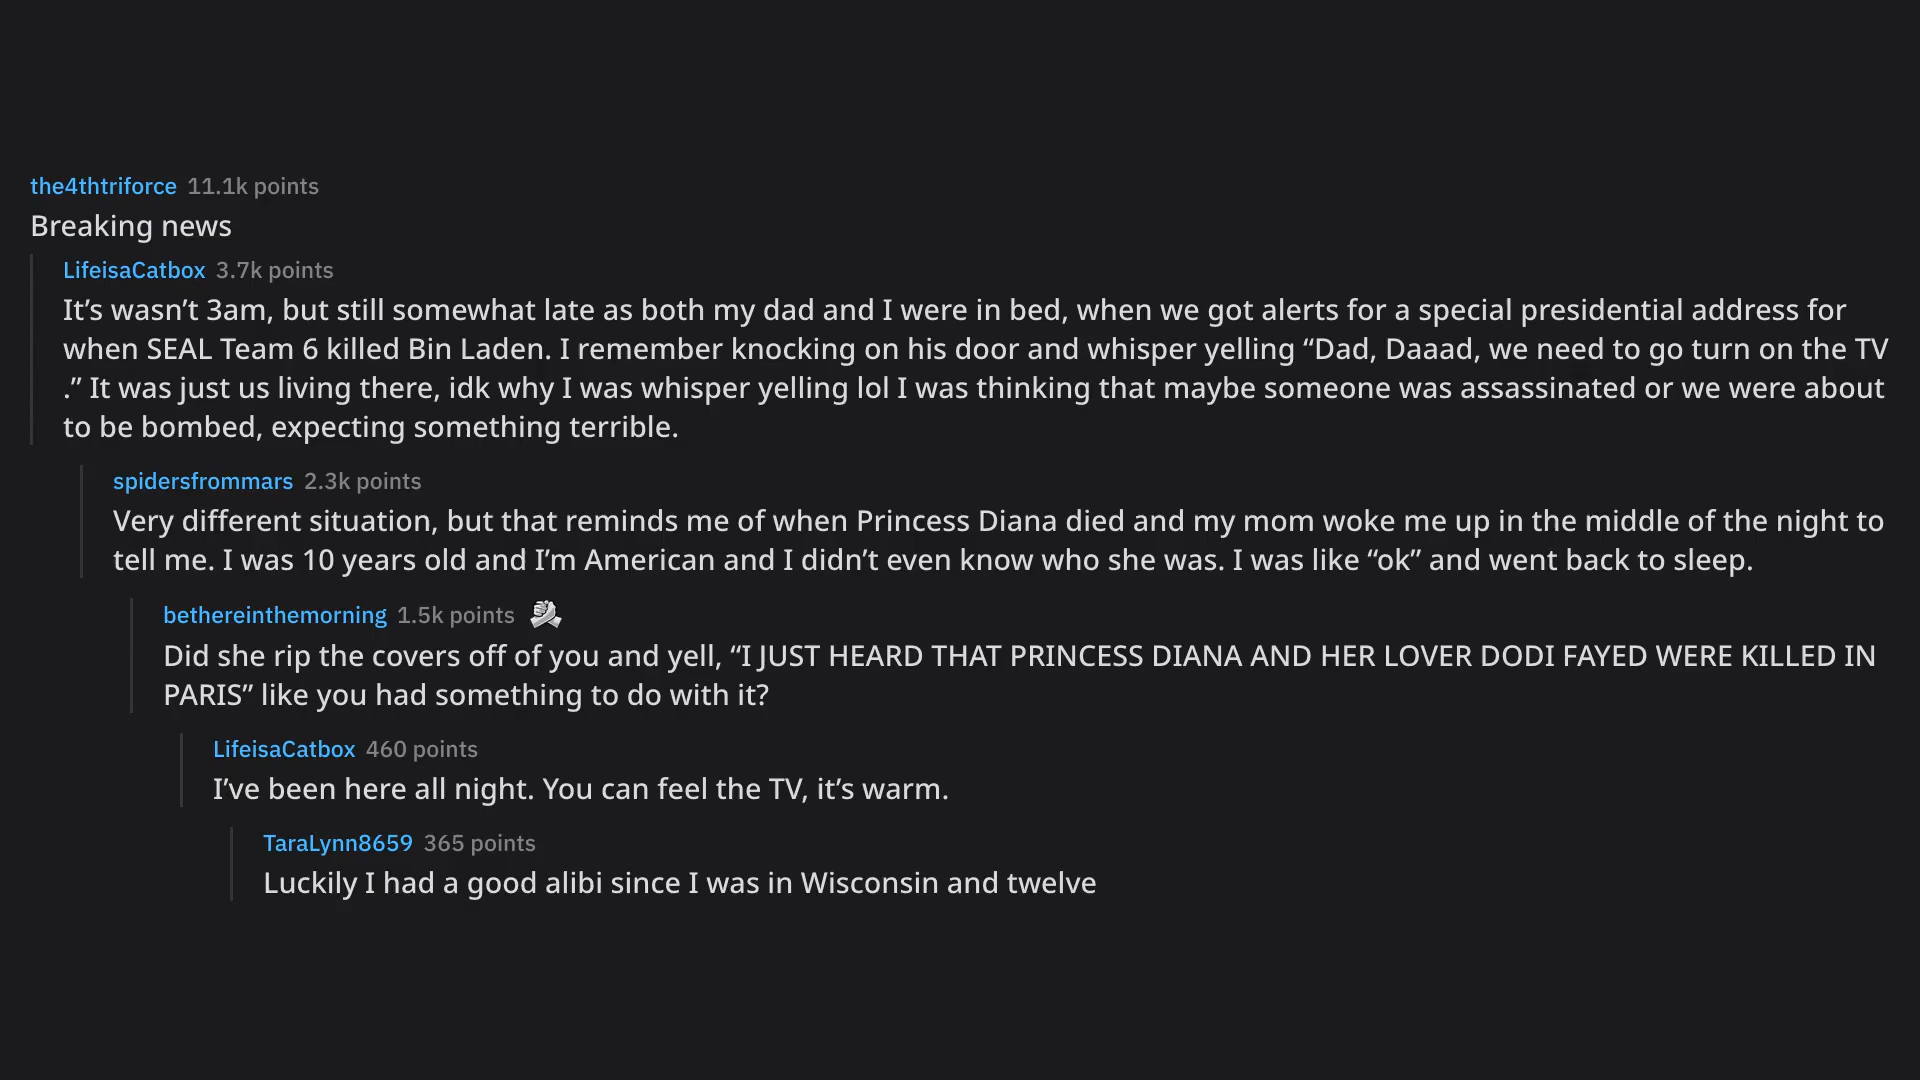 the4thtriforce 11.1k points
Breaking news
LifeisaCatbox 3.7k points
It’s wasn’t 3am, but still somewhat late as both my dad and I were in bed, when we got alerts for a special presidential address for
when SEAL Team 6 killed Bin Laden. I remember knocking on his door and whisper yelling “Dad, Daaad, we need to go turn on the TV
.” It was just us living there, idk why I was whisper yelling lol I was thinking that maybe someone was assassinated or we were about
to be bombed, expecting something terrible.
spidersfrommars 2.3k points
Very different situation, but that reminds me of when Princess Diana died and my mom woke me up in the middle of the night to
tell me. I was 10 years old and I’m American and I didn’t even know who she was. I was like “ok” and went back to sleep.
bethereinthemorning 1.5k points
Did she rip the covers off of you and yell, “I JUST HEARD THAT PRINCESS DIANA AND HER LOVER DODI FAYED WERE KILLED IN
PARIS” like you had something to do with it?
LifeisaCatbox 460 points
I’ve been here all night. You can feel the TV, it’s warm.
TaraLynn8659 365 points
Luckily I had a good alibi since I was in Wisconsin and twelve